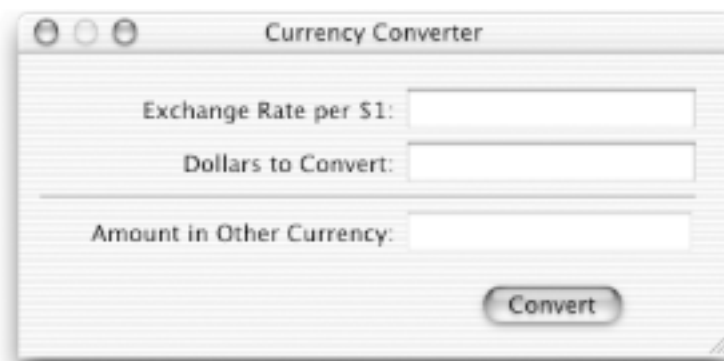 Currency Converter
Exchange Rate per $1:
Dollars to Convert:
Amount in Other Currency:
Convert